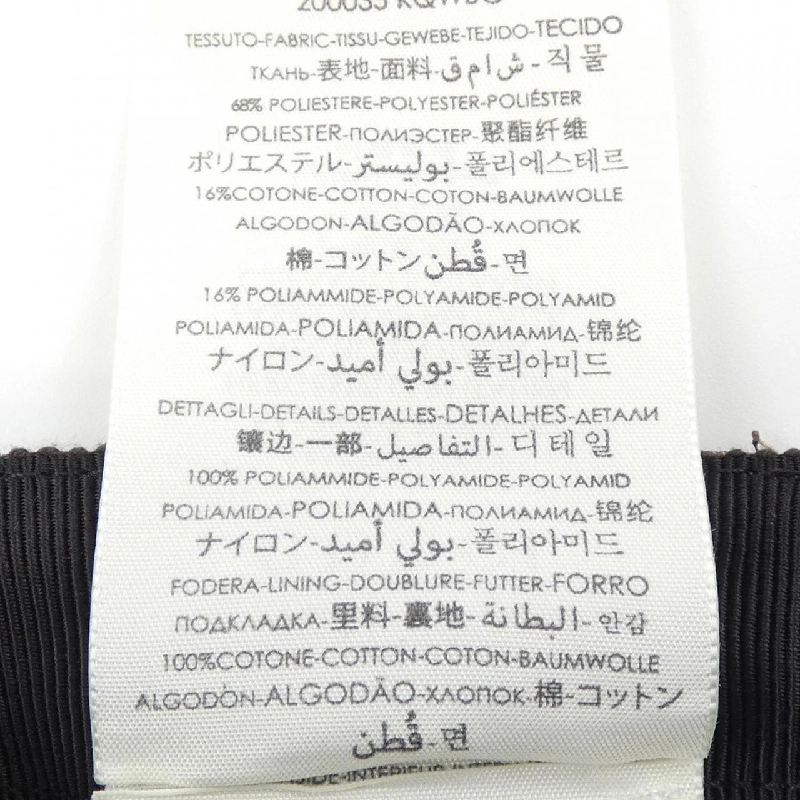 200035
TESSUTO-FABRIC-TISSU-GEWEBE-TEJIDO-TECIDO
ТКАНЬ-表地-面料-ق م ا ش-직 물
68% POLIESTERE-POLYESTER-POLIÉSTER
POLIESTER-ПОЛИЭСТЕР-聚酯纤维
ポリエステル-بوليستر-폴리에스테르
16%COTONE-COTTON-COTON-BAUMWOLLE
ALGODON-ALGODÃO-ХЛОПОК
棉-コットン-قُطن-면
16% POLIAMMIDE-POLYAMIDE-POLYAMID
POLIAMIDA-POLIAMIDA-ПОЛИАМИД-锦纶
ナイロン-بولي أميد-폴리아미드
DETTAGLI-DETAILS-DETALLES-DETALHES-ДЕТАЛИ
镶边-一部-التفاصيل-디 테 일
100% POLIAMMIDE-POLYAMIDE-POLYAMID
POLIAMIDA-POLIAMIDA-ПОЛИАМИД-锦纶
ナイロン-بولي أميد-폴리아미드
FODERA-LINING-DOUBLURE-FUTTER-FORRO
ПОДКЛАДКА-里料-裏地-البطانة-안감
100%COTONE-COTTON-COTON-BAUMWOLLE
ALGODON-ALGODÃO-ХЛОПОК-棉-コットン
قُطن-면